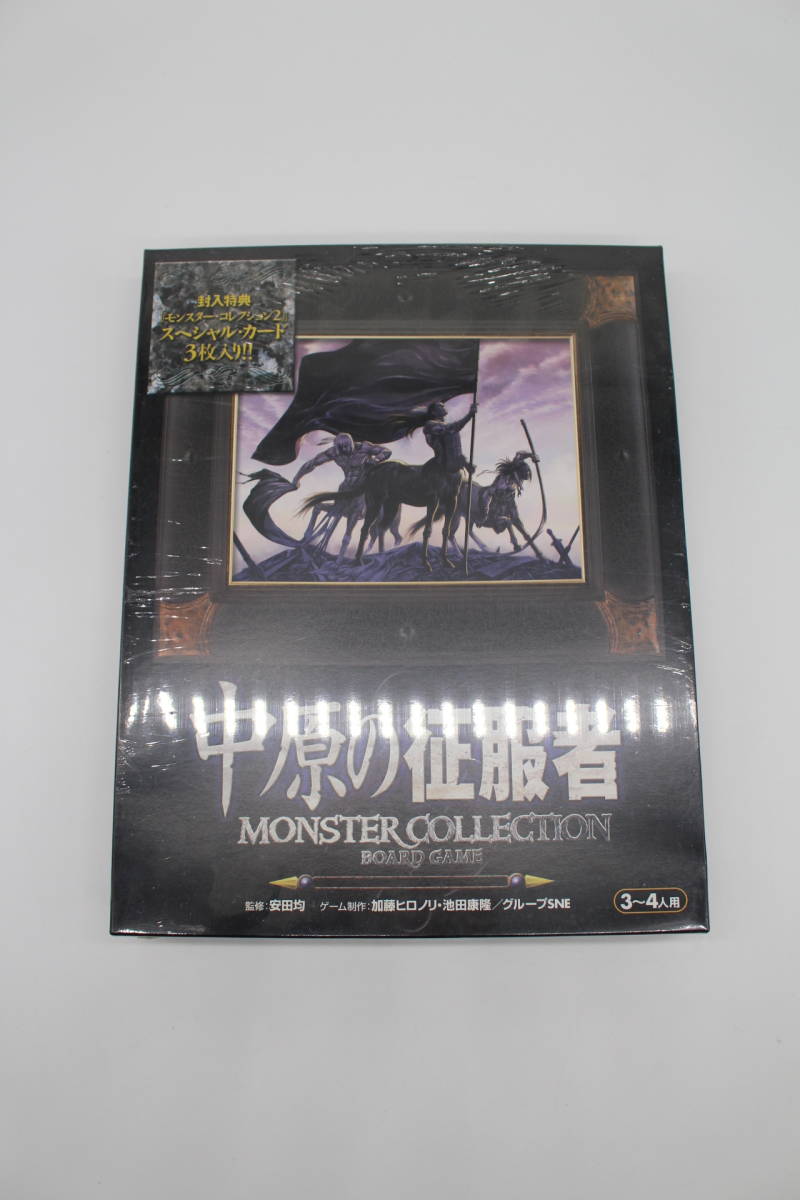 封入特典
『モンスター・コレクション2』
スペシャル・カード
3枚入り!!
中原の征服者
MONSTER COLLECTION
BOARD GAME
監修:安田均 ゲーム制作:加藤ヒロノリ・池田康隆/グループSNE
3～4人用